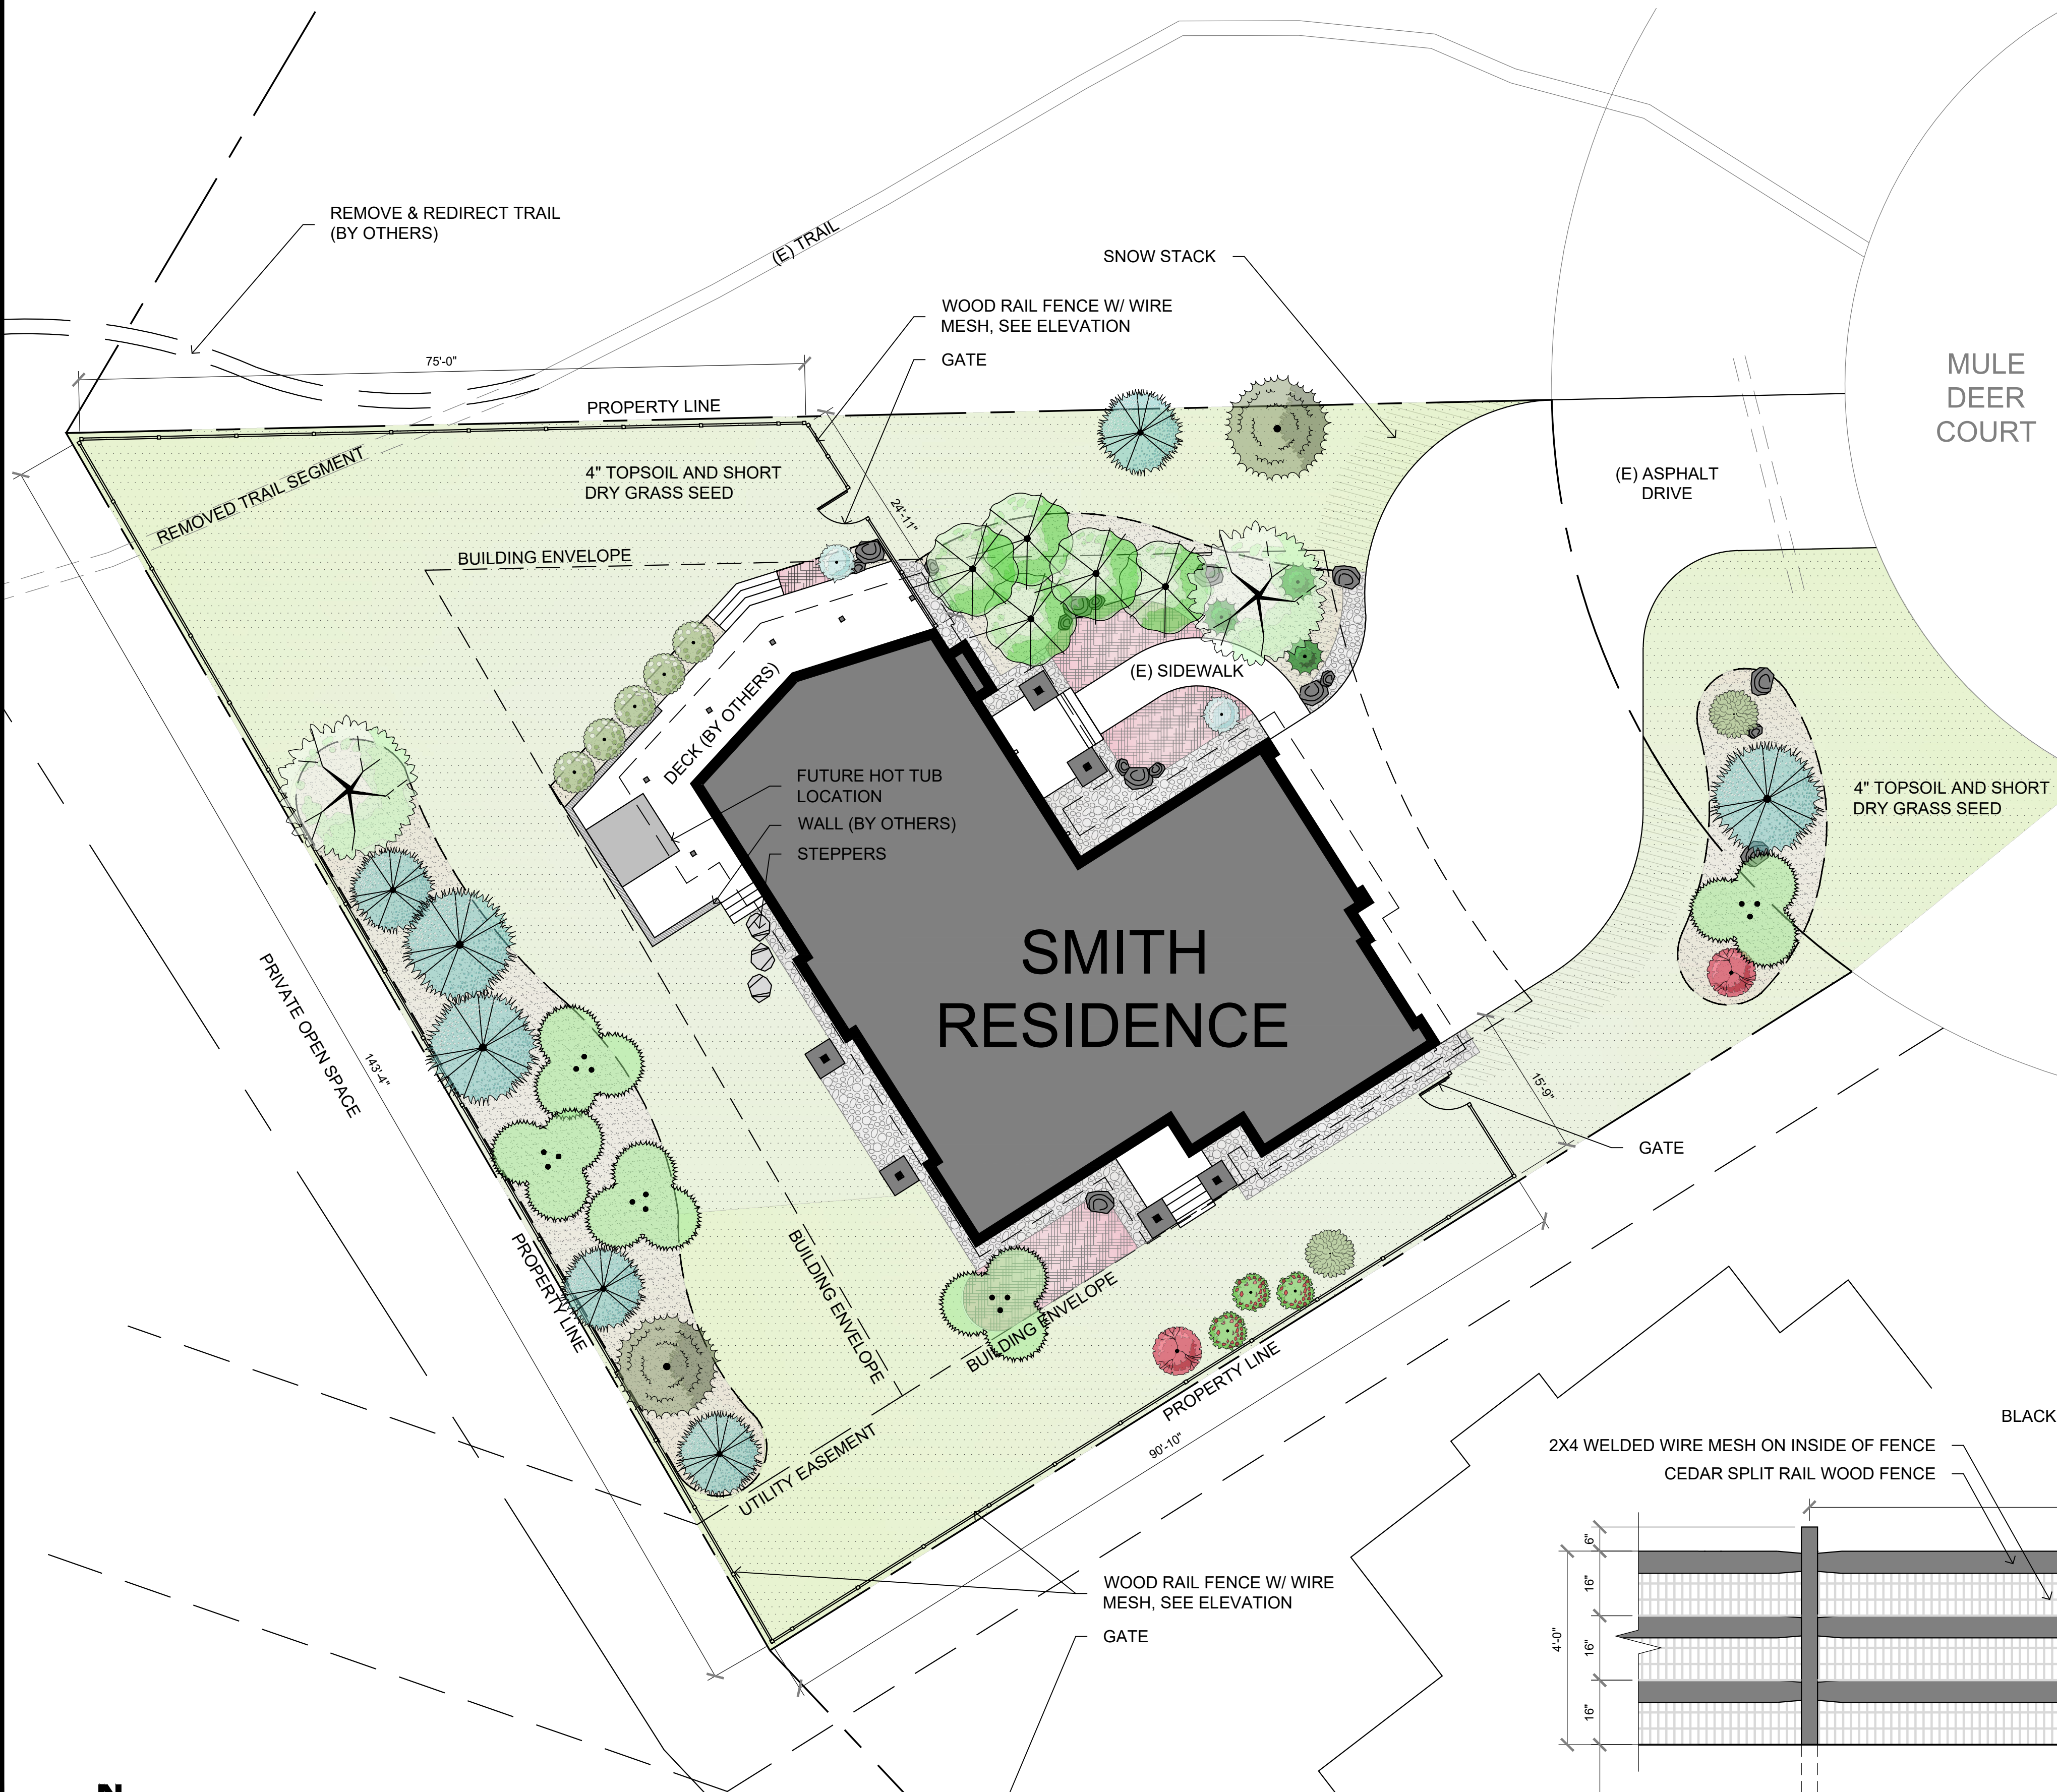 REMOVE & REDIRECT TRAIL
(BY OTHERS)
(E) TRAIL
SNOW STACK
WOOD RAIL FENCE W/ WIRE
MESH, SEE ELEVATION
GATE
75'-0"
PROPERTY LINE
MULE
DEER
COURT
(E) ASPHALT
DRIVE
REMOVED TRAIL SEGMENT
4" TOPSOIL AND SHORT
DRY GRASS SEED
24'-11"
BUILDING ENVELOPE
(E) SIDEWALK
DECK (BY OTHERS)
FUTURE HOT TUB
LOCATION
WALL (BY OTHERS)
STEPPERS
4" TOPSOIL AND SHORT
DRY GRASS SEED
SMITH
RESIDENCE
PRIVATE OPEN SPACE
143'-4"
15'-9"
GATE
PROPERTY LINE
BUILDING ENVELOPE
BUILDING ENVELOPE
PROPERTY LINE
UTILITY EASEMENT
90'-10"
BLACK
2X4 WELDED WIRE MESH ON INSIDE OF FENCE
CEDAR SPLIT RAIL WOOD FENCE
6"
16"
4'-0"
16"
16"
WOOD RAIL FENCE W/ WIRE
MESH, SEE ELEVATION
GATE
N